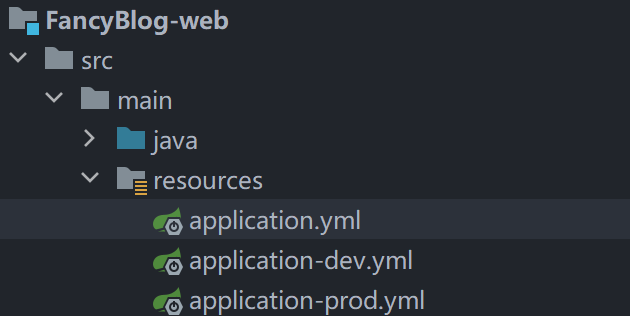 FancyBlog-web
src
main
java
resources
application.yml
application-dev.yml
application-prod.yml